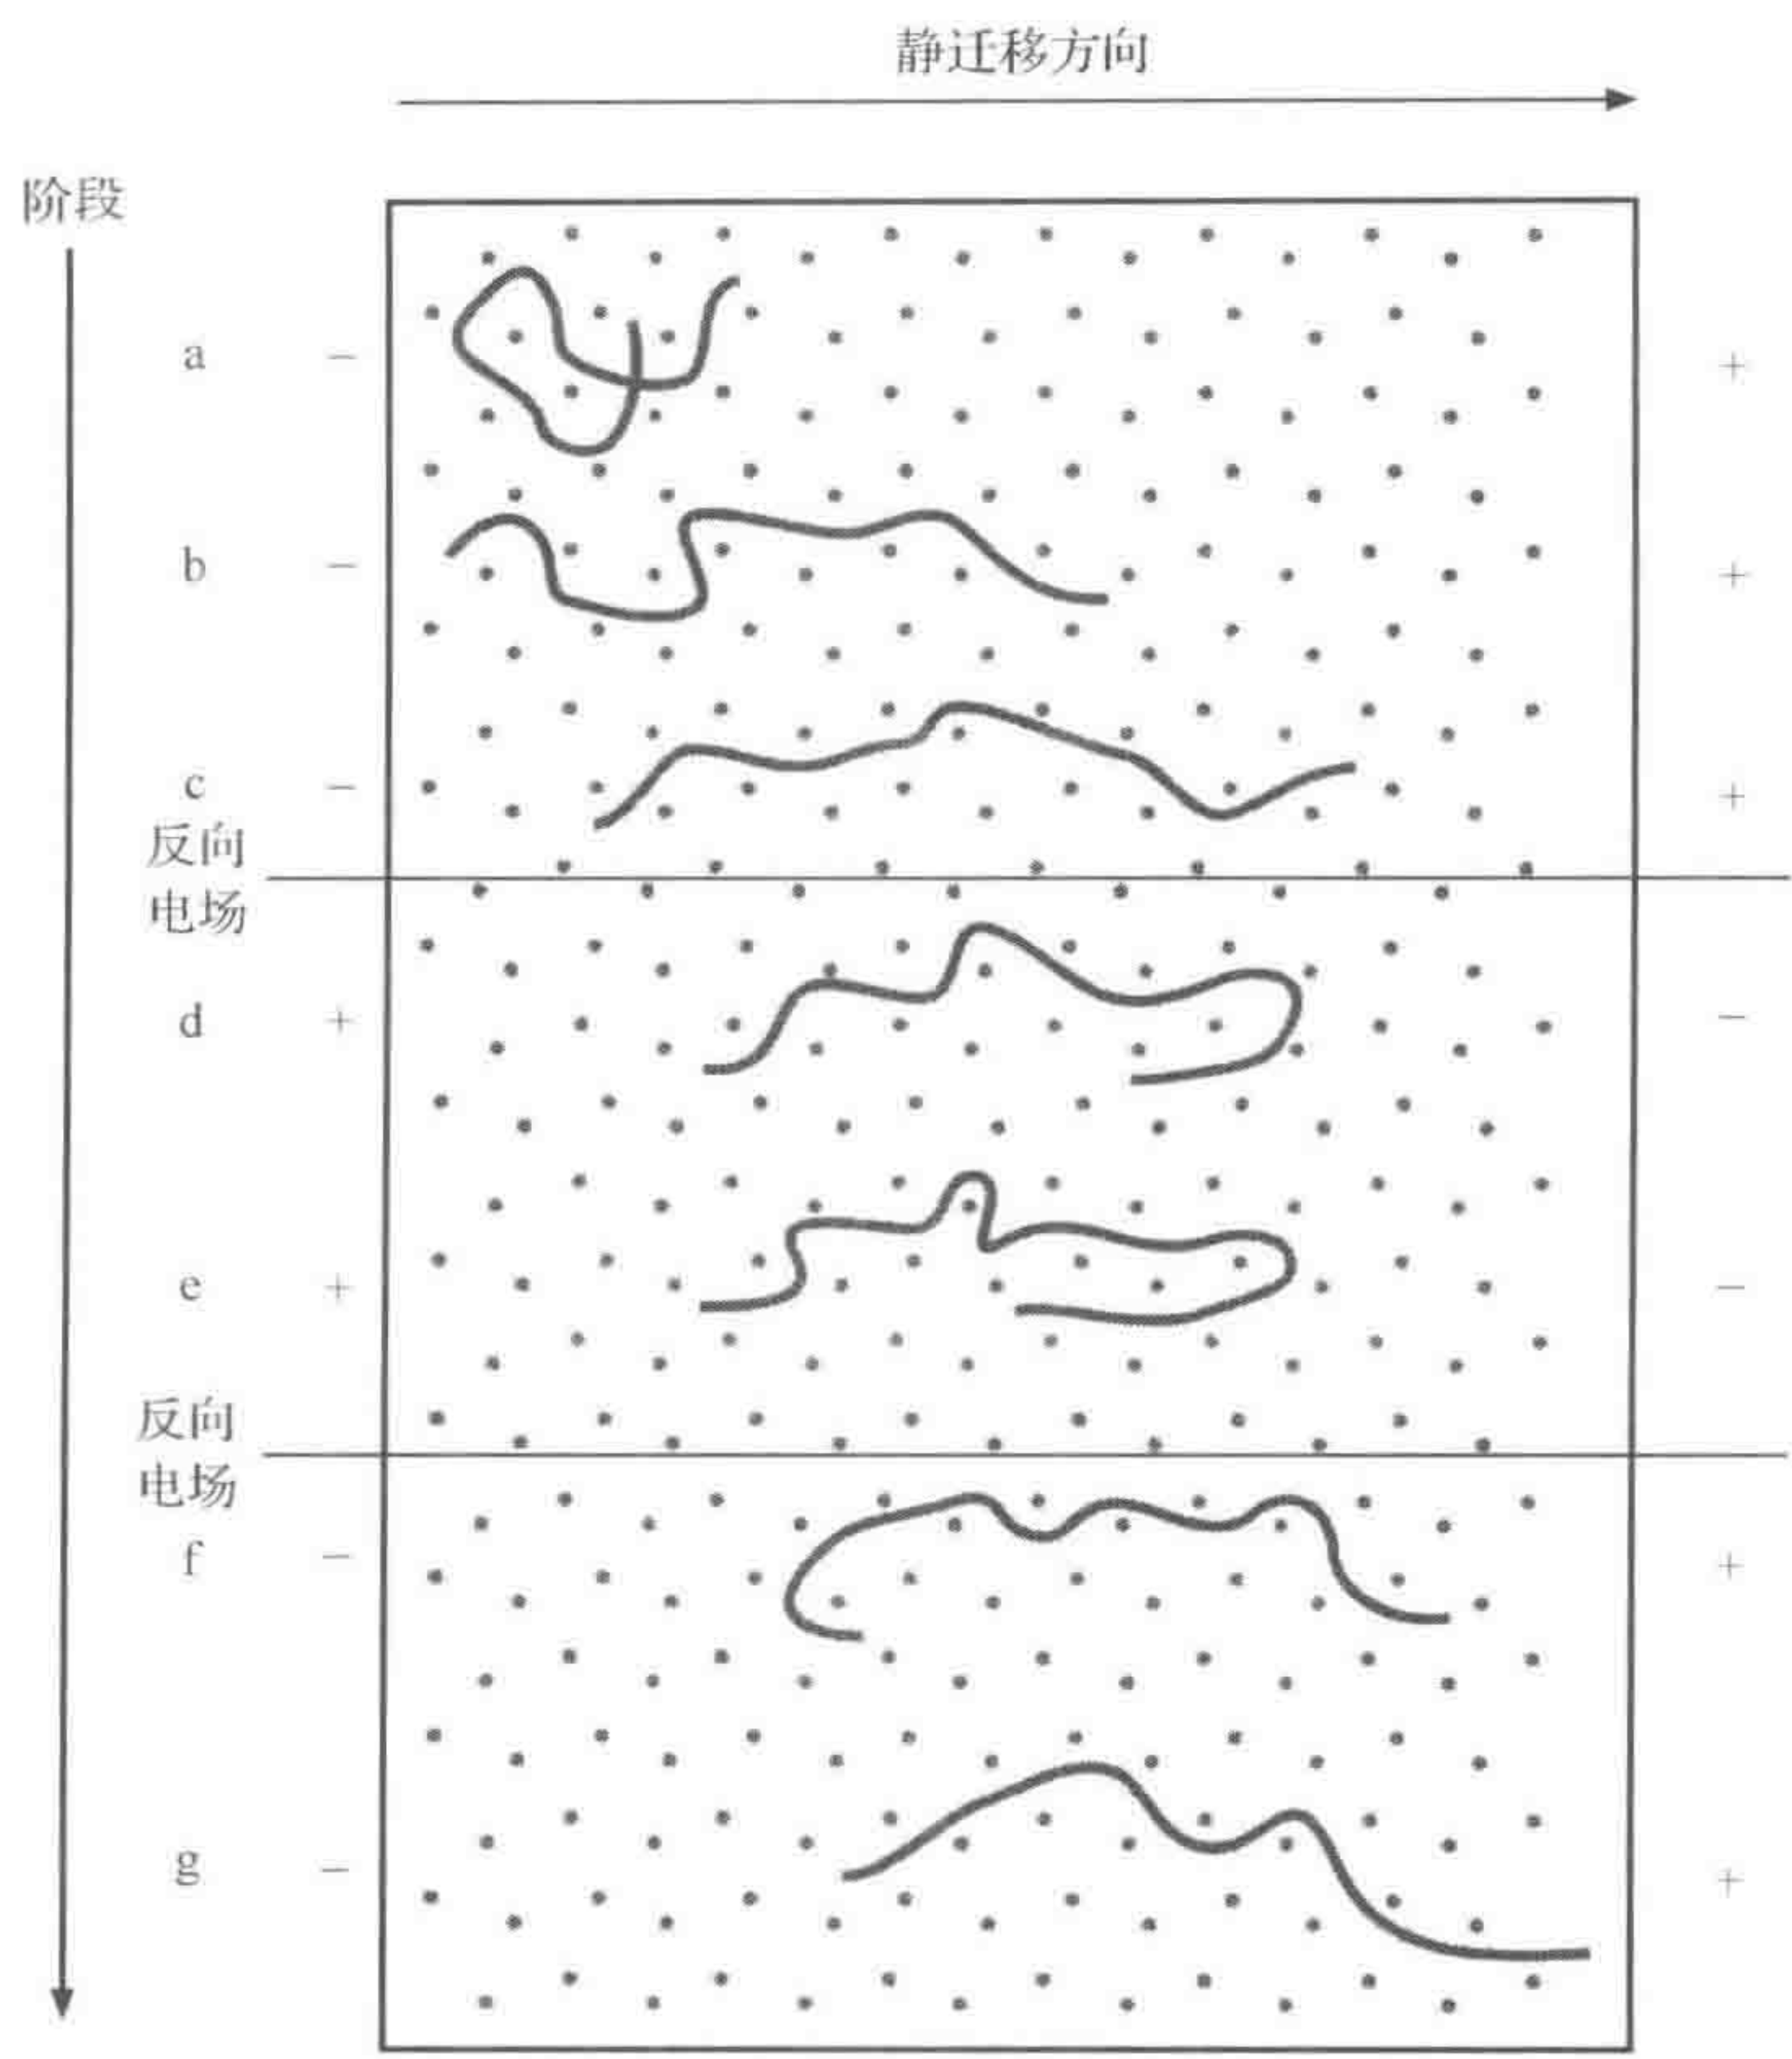 静迁移方向
阶段
a − +
b − +
c − +
反向
电场
d + −
e + −
反向
电场
f − +
g − +